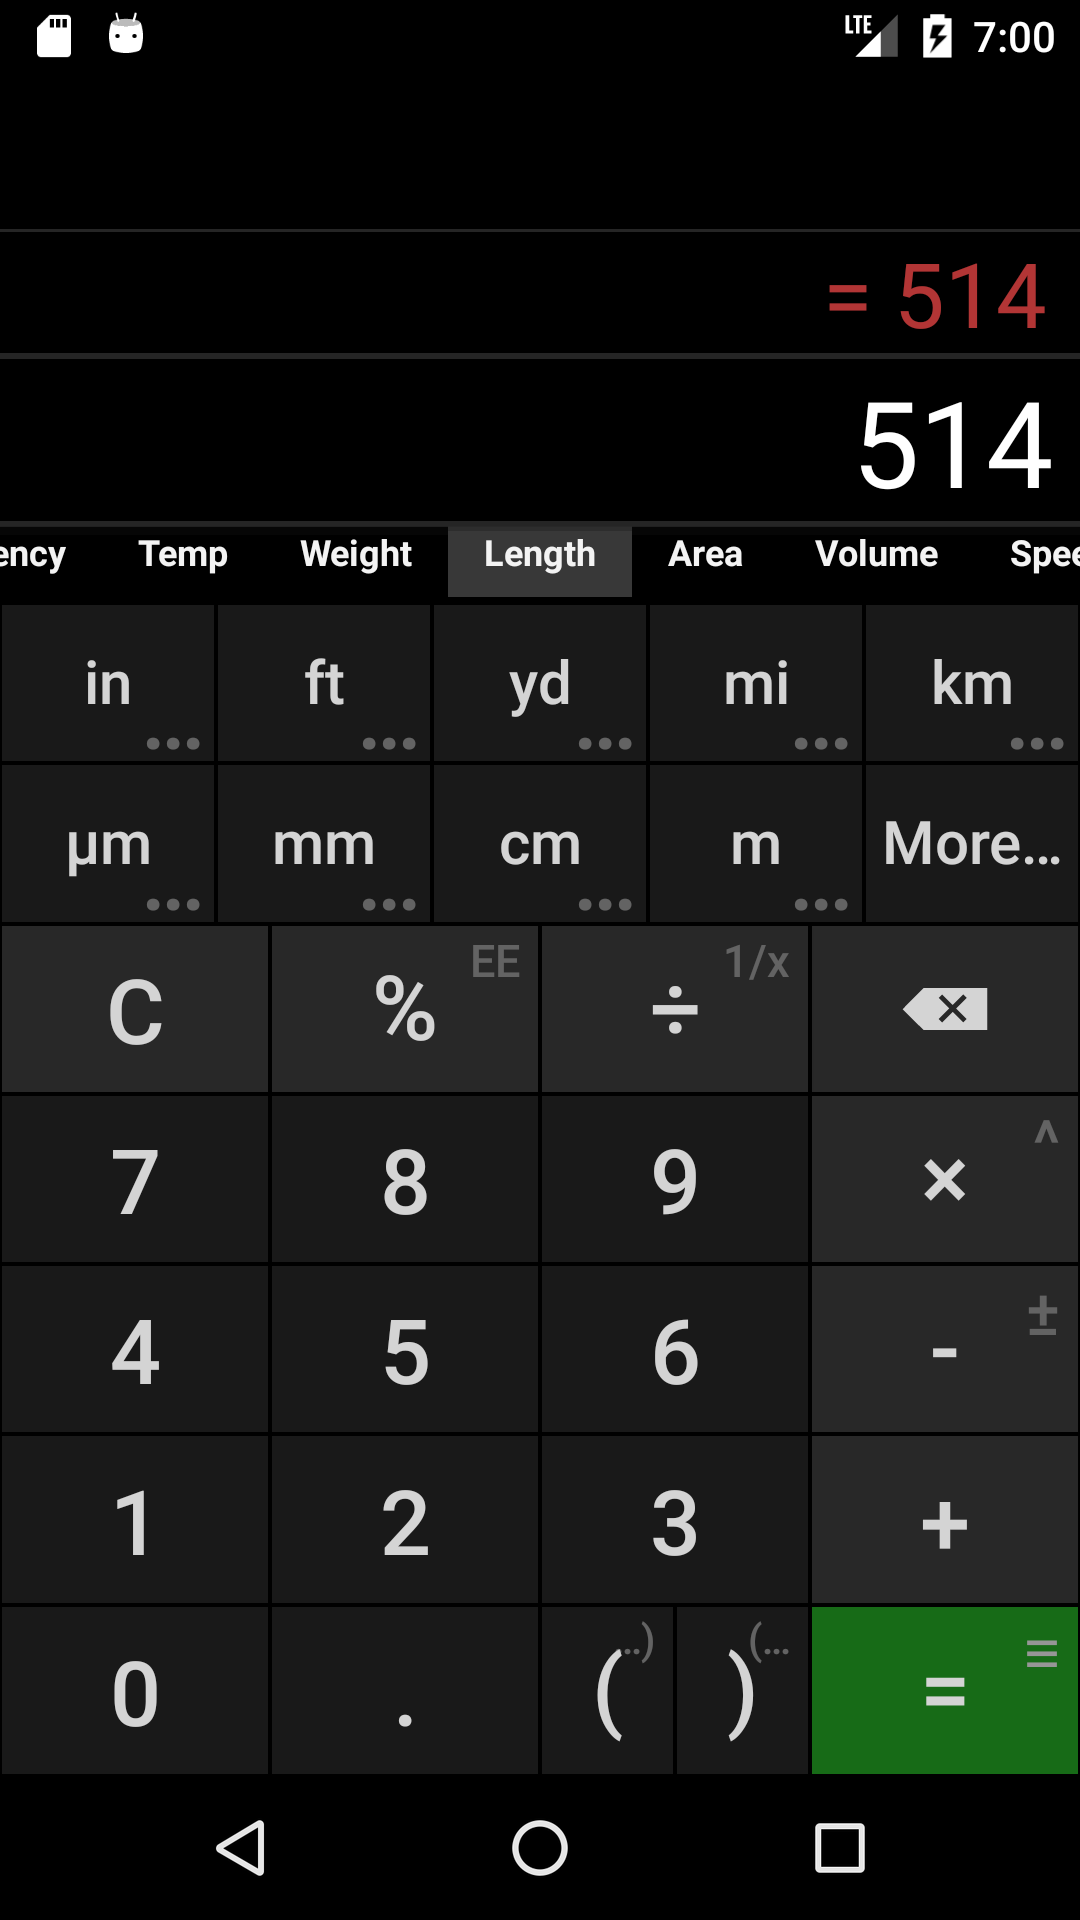 LTE 7:00
= 514
514
ency Temp Weight Length Area Volume Spee
in ft yd mi km
µm mm cm m More...
C % EE ÷ 1/x
7 8 9 × ^
4 5 6 - ±
1 2 3 +
0 . ( ..) ) (... =